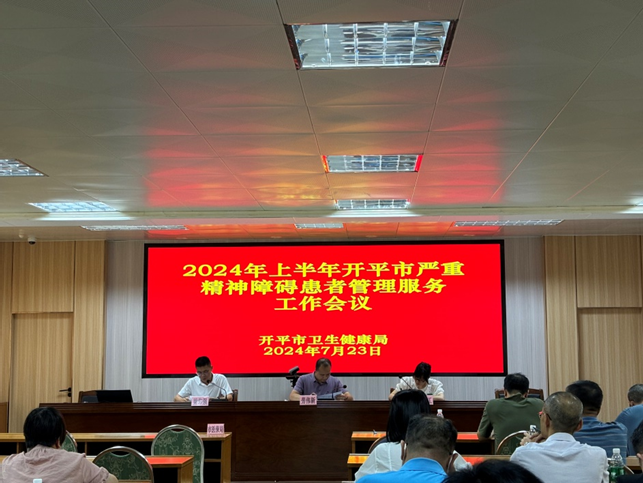 2024年上半年开平市严重
精神障碍患者管理服务
工作会议
开平市卫生健康局
2024年7月23日